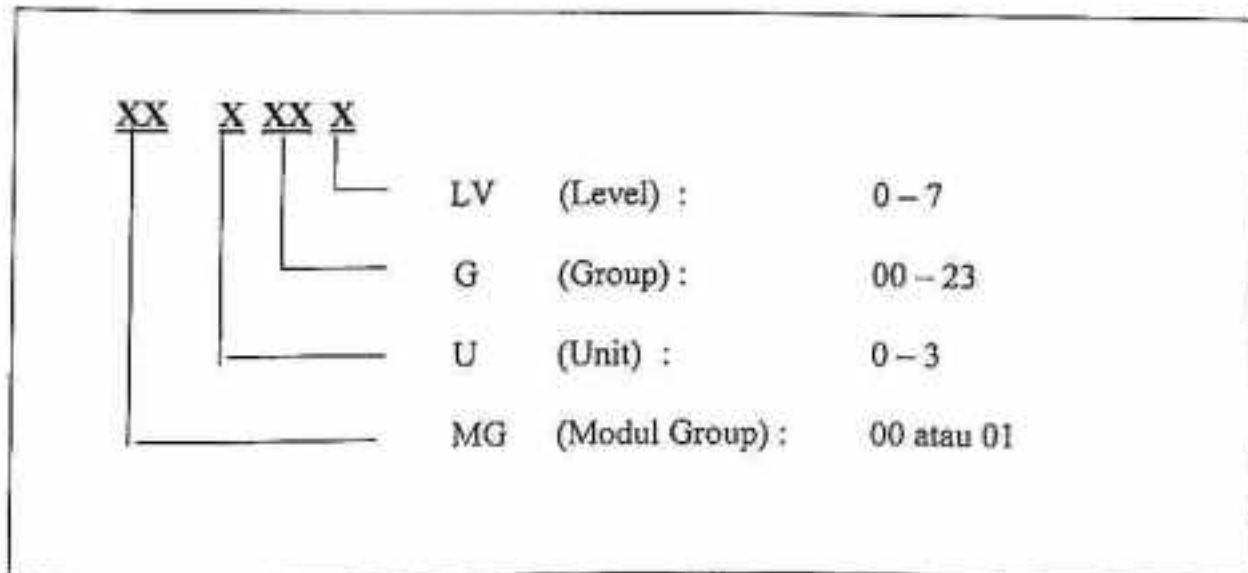 XX X XX X
LV (Level) : 0 – 7
G (Group) : 00 – 23
U (Unit) : 0 – 3
MG (Modul Group) : 00 atau 01